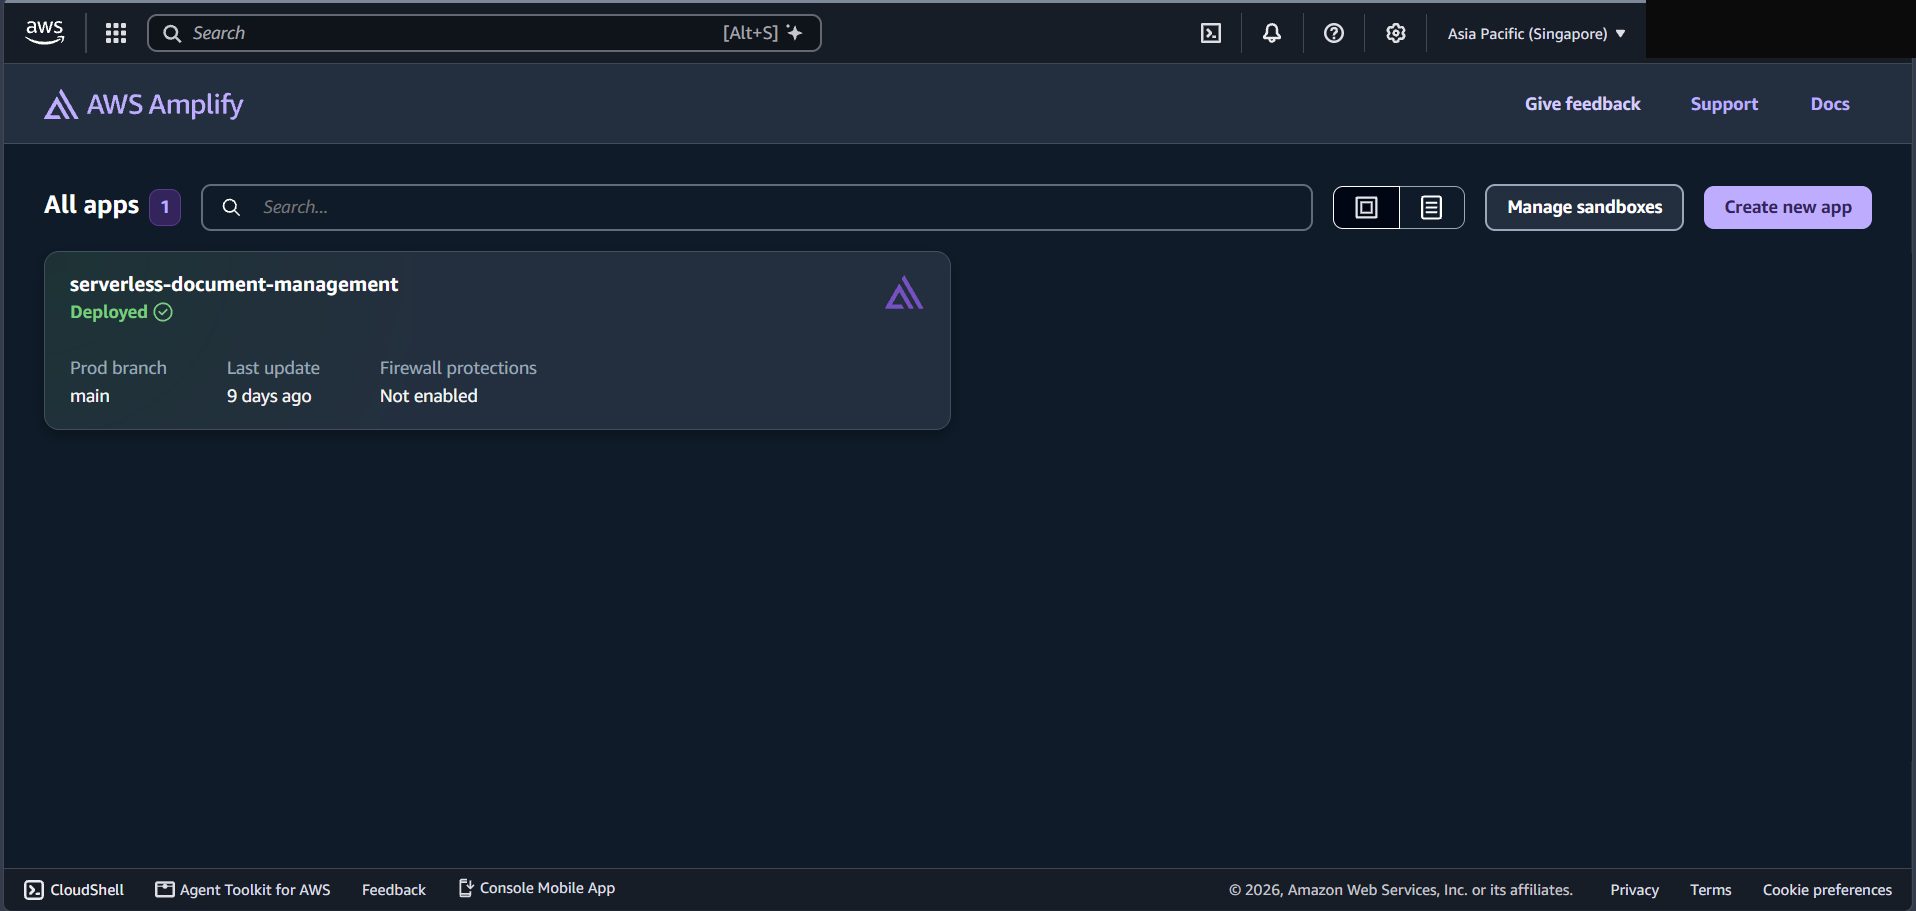 aws
Search [Alt+S]
Asia Pacific (Singapore)
AWS Amplify
Give feedback Support Docs
All apps 1
Search...
Manage sandboxes Create new app
serverless-document-management
Deployed
Prod branch Last update Firewall protections
main 9 days ago Not enabled
CloudShell Agent Toolkit for AWS Feedback Console Mobile App
© 2026, Amazon Web Services, Inc. or its affiliates. Privacy Terms Cookie preferences